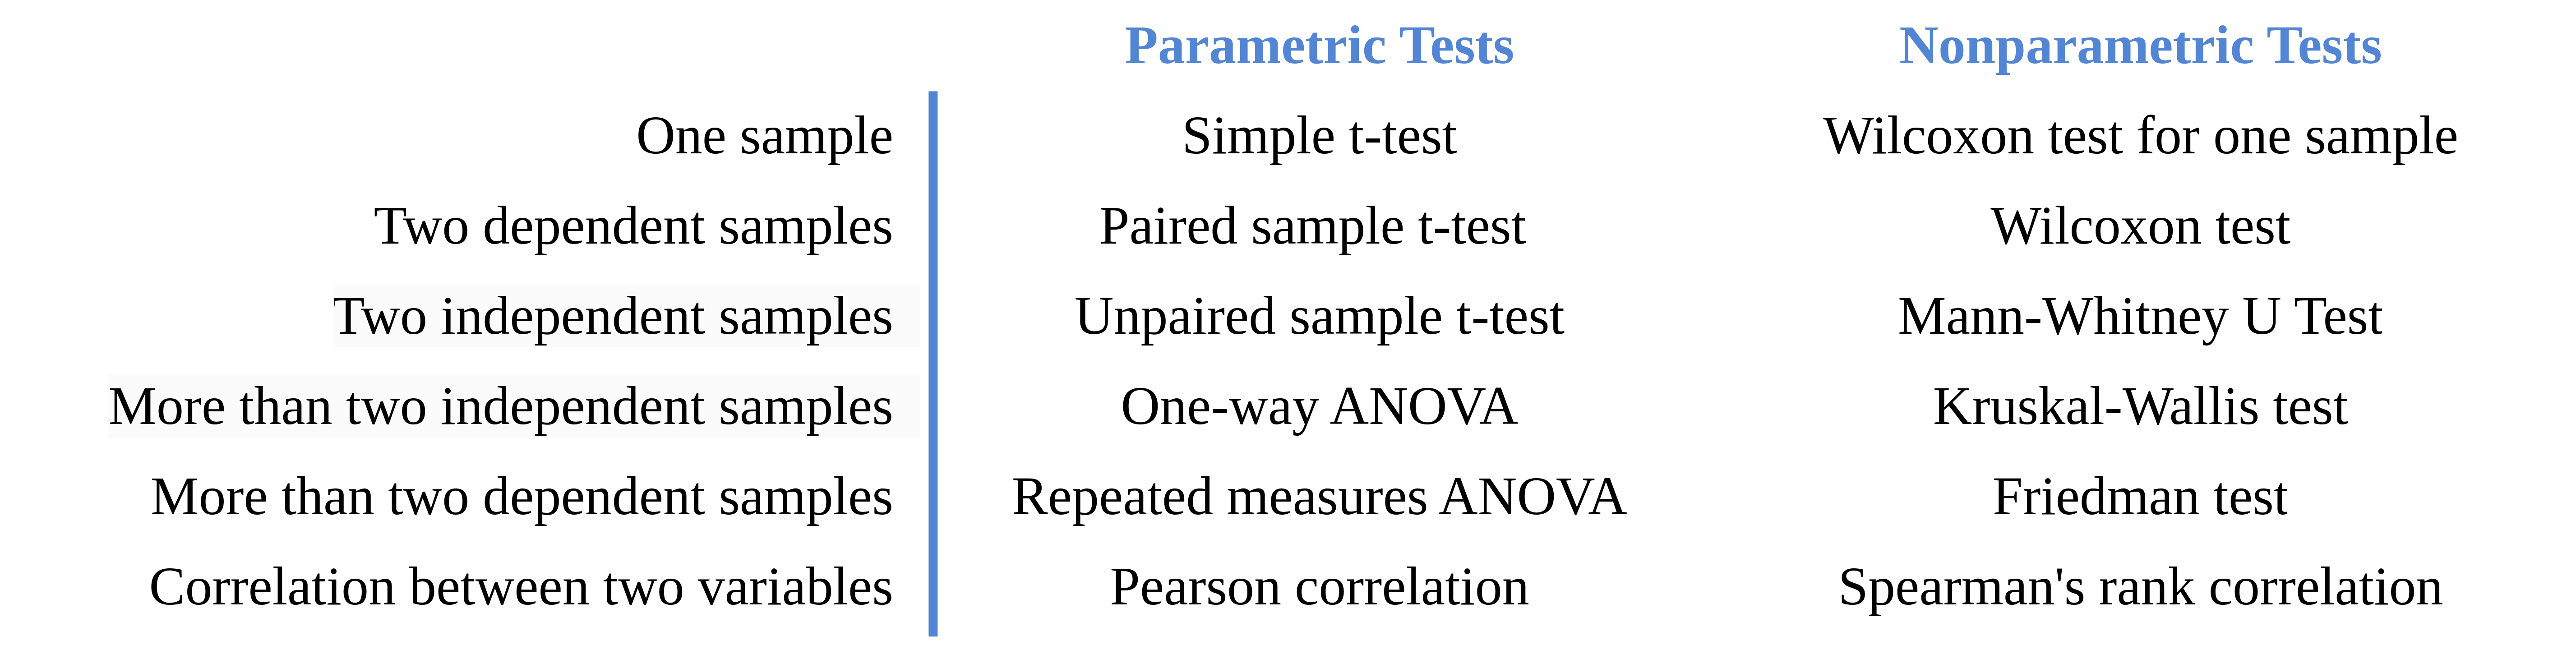 Parametric Tests Nonparametric Tests
One sample Simple t-test Wilcoxon test for one sample
Two dependent samples Paired sample t-test Wilcoxon test
Two independent samples Unpaired sample t-test Mann-Whitney U Test
More than two independent samples One-way ANOVA Kruskal-Wallis test
More than two dependent samples Repeated measures ANOVA Friedman test
Correlation between two variables Pearson correlation Spearman's rank correlation